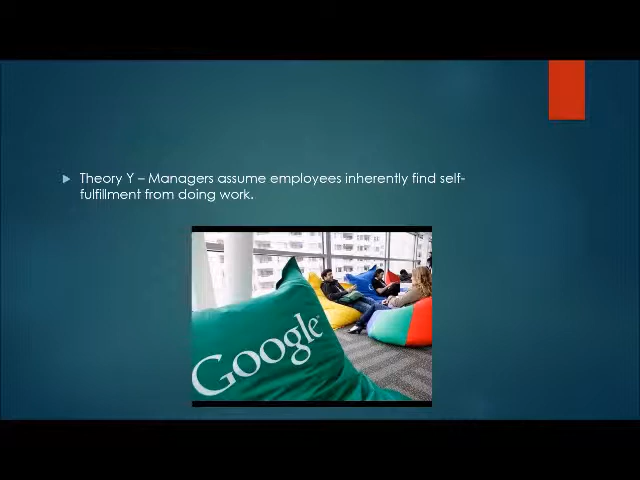 Theory Y – Managers assume employees inherently find self-
fulfillment from doing work.
Google